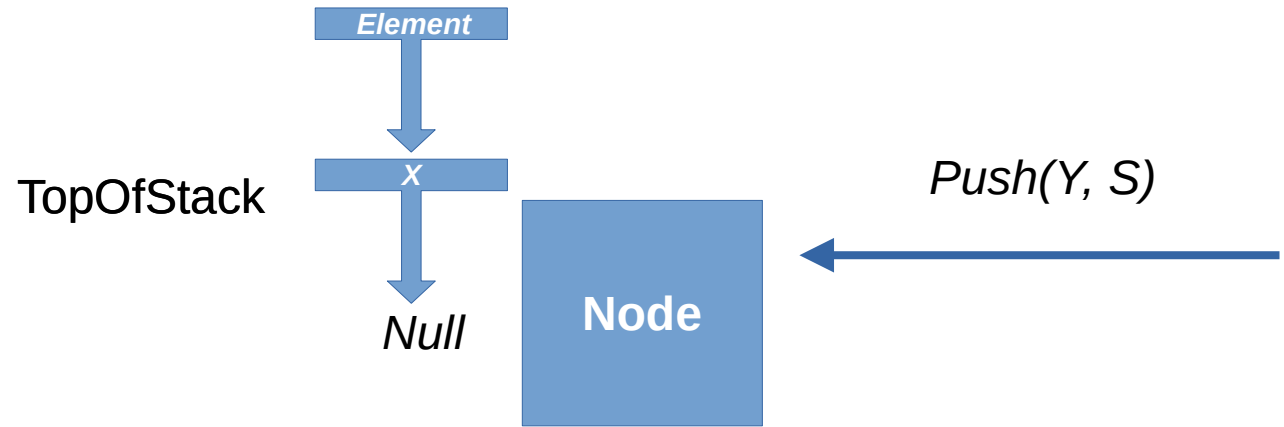 Element
X
TopOfStack
Push(Y, S)
Node
Null